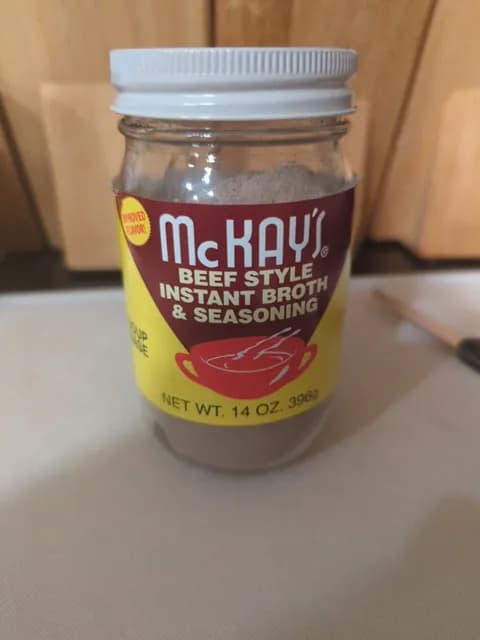 IMPROVED
FLAVOR!
McKAY'S®
BEEF STYLE
INSTANT BROTH
& SEASONING
NET WT. 14 OZ. 396g